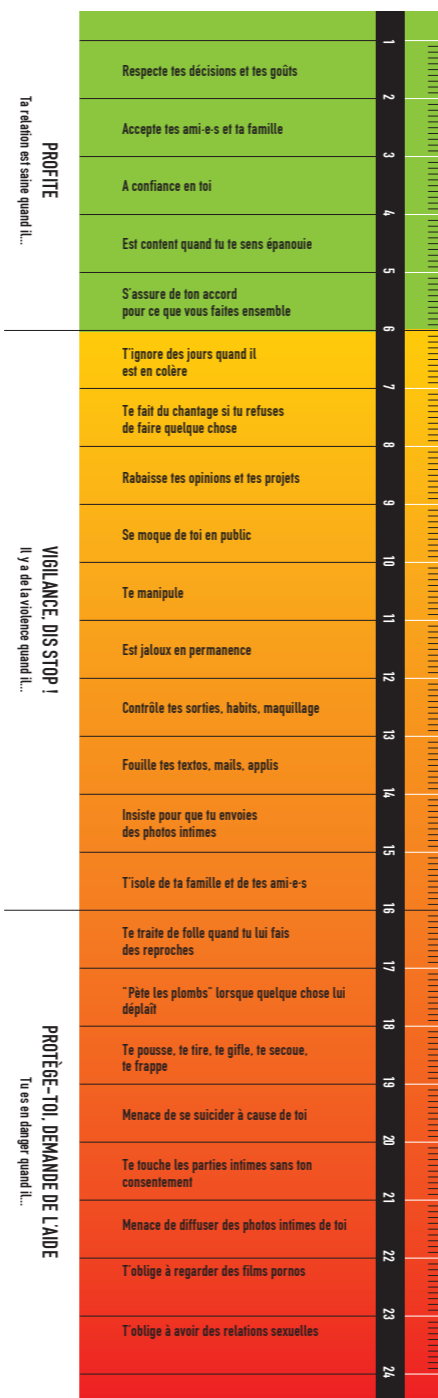 PROFITE
Ta relation est saine quand il...
1
Respecte tes décisions et tes goûts
2
Accepte tes ami·e·s et ta famille
3
A confiance en toi
4
Est content quand tu te sens épanouie
5
S'assure de ton accord
pour ce que vous faites ensemble
6
VIGILANCE, DIS STOP !
Il y a de la violence quand il...
T'ignore des jours quand il
est en colère
7
Te fait du chantage si tu refuses
de faire quelque chose
8
Rabaisse tes opinions et tes projets
9
Se moque de toi en public
10
Te manipule
11
Est jaloux en permanence
12
Contrôle tes sorties, habits, maquillage
13
Fouille tes textos, mails, applis
14
Insiste pour que tu envoies
des photos intimes
15
T'isole de ta famille et de tes ami·e·s
16
PROTÈGE-TOI, DEMANDE DE L'AIDE
Tu es en danger quand il...
Te traite de folle quand tu lui fais
des reproches
17
"Pète les plombs" lorsque quelque chose lui
déplaît
18
Te pousse, te tire, te gifle, te secoue,
te frappe
19
Menace de se suicider à cause de toi
20
Te touche les parties intimes sans ton
consentement
21
Menace de diffuser des photos intimes de toi
22
T'oblige à regarder des films pornos
23
T'oblige à avoir des relations sexuelles
24